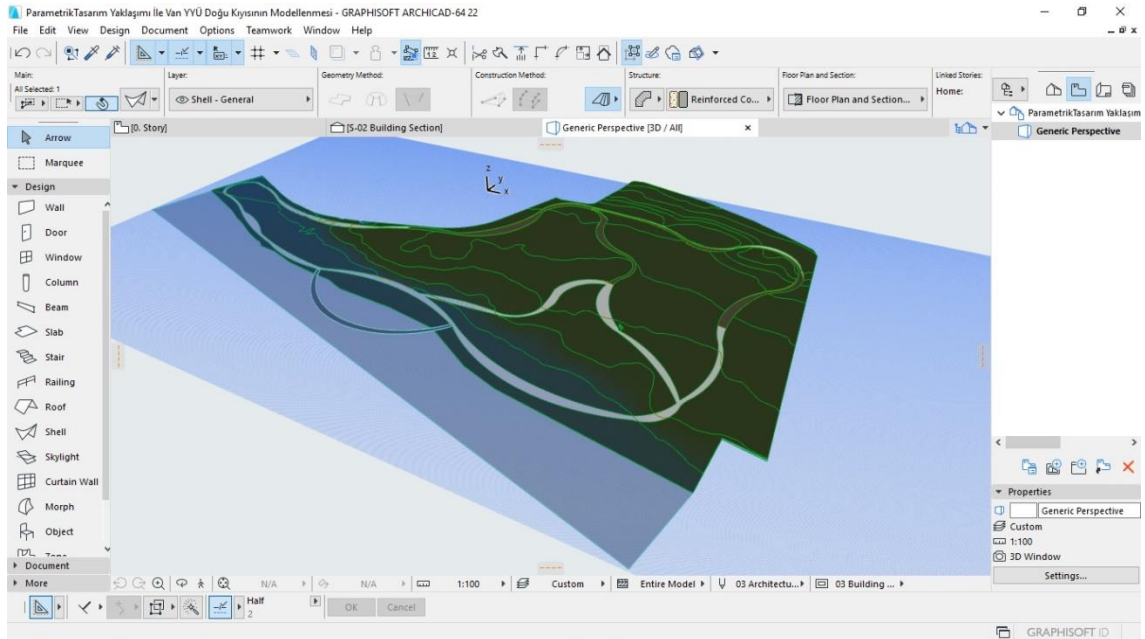 ParametrikTasarım Yaklaşımı İle Van YYÜ Doğu Kıyısının Modellenmesi - GRAPHISOFT ARCHICAD-64 22
File Edit View Design Document Options Teamwork Window Help
Main: Layer: Geometry Method: Construction Method: Structure: Floor Plan and Section: Linked Stories:
All Selected: 1 Home:
Shell - General Reinforced Co... Floor Plan and Section...
[0. Story] [S-02 Building Section] Generic Perspective [3D / All]
ParametrikTasarım Yaklaşım
Generic Perspective
Arrow
Marquee
Design
Wall
Door
Window
Column
Beam
Slab
Stair
Railing
Roof
Shell
Skylight
Curtain Wall
Morph
Object
Zone
Document
More
z
y
x
Properties
Generic Perspective
Custom
1:100
3D Window
Settings...
N/A N/A 1:100 Custom Entire Model 03 Architectu... 03 Building ...
Half
2
OK Cancel
GRAPHISOFT ID